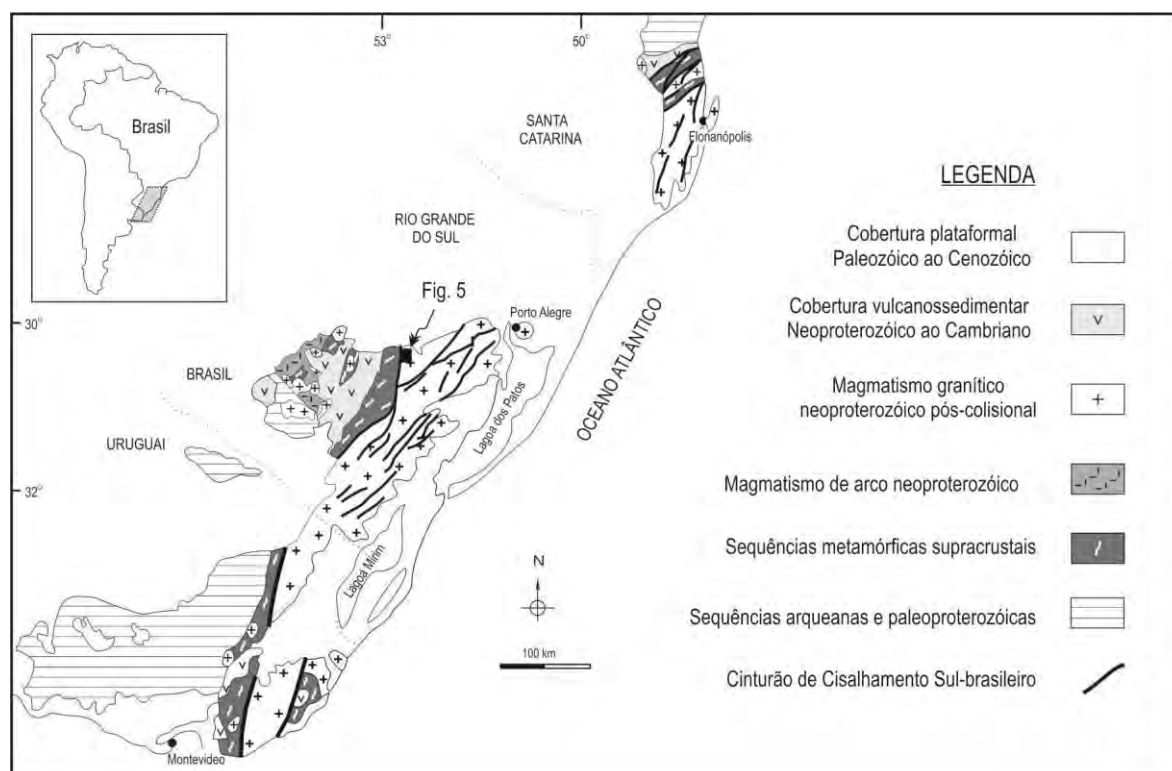 53°
50°
Brasil
SANTA
CATARINA
Florianópolis
RIO GRANDE
DO SUL
Fig. 5
30°
Porto Alegre
BRASIL
Lagoa dos Patos
OCEANO ATLÂNTICO
URUGUAI
32°
Lagoa Mirim
N
100 km
Montevideo
LEGENDA
Cobertura plataformal
Paleozóico ao Cenozóico
Cobertura vulcanossedimentar
Neoproterozóico ao Cambriano
Magmatismo granítico
neoproterozóico pós-colisional
Magmatismo de arco neoproterozóico
Sequências metamórficas supracrustais
Sequências arqueanas e paleoproterozóicas
Cinturão de Cisalhamento Sul-brasileiro